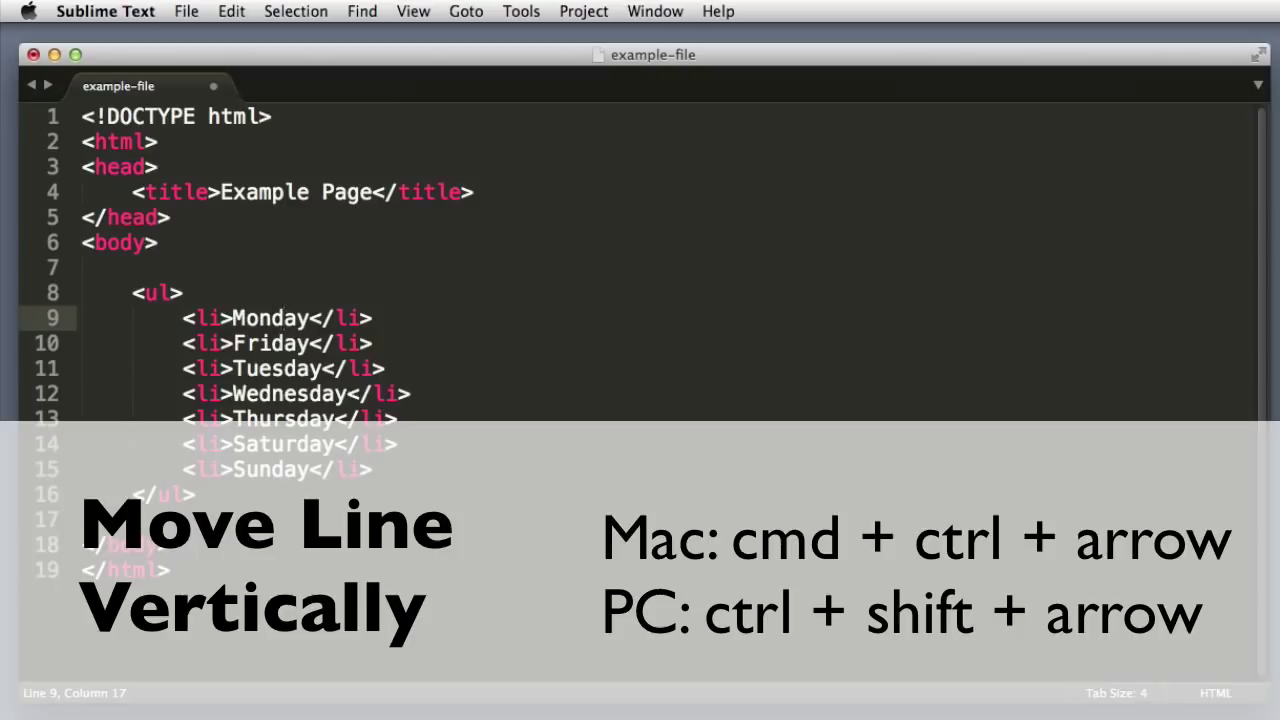 Sublime Text File Edit Selection Find View Goto Tools Project Window Help
example-file
example-file
1 <!DOCTYPE html>
2 <html>
3 <head>
4 <title>Example Page</title>
5 </head>
6 <body>
7
8 <ul>
9 <li>Monday</li>
10 <li>Friday</li>
11 <li>Tuesday</li>
12 <li>Wednesday</li>
13 <li>Thursday</li>
14 <li>Saturday</li>
15 <li>Sunday</li>
16 </ul>
17
18 </body>
19 </html>
Move Line
Vertically
Mac: cmd + ctrl + arrow
PC: ctrl + shift + arrow
Line 9, Column 17 Tab Size: 4 HTML